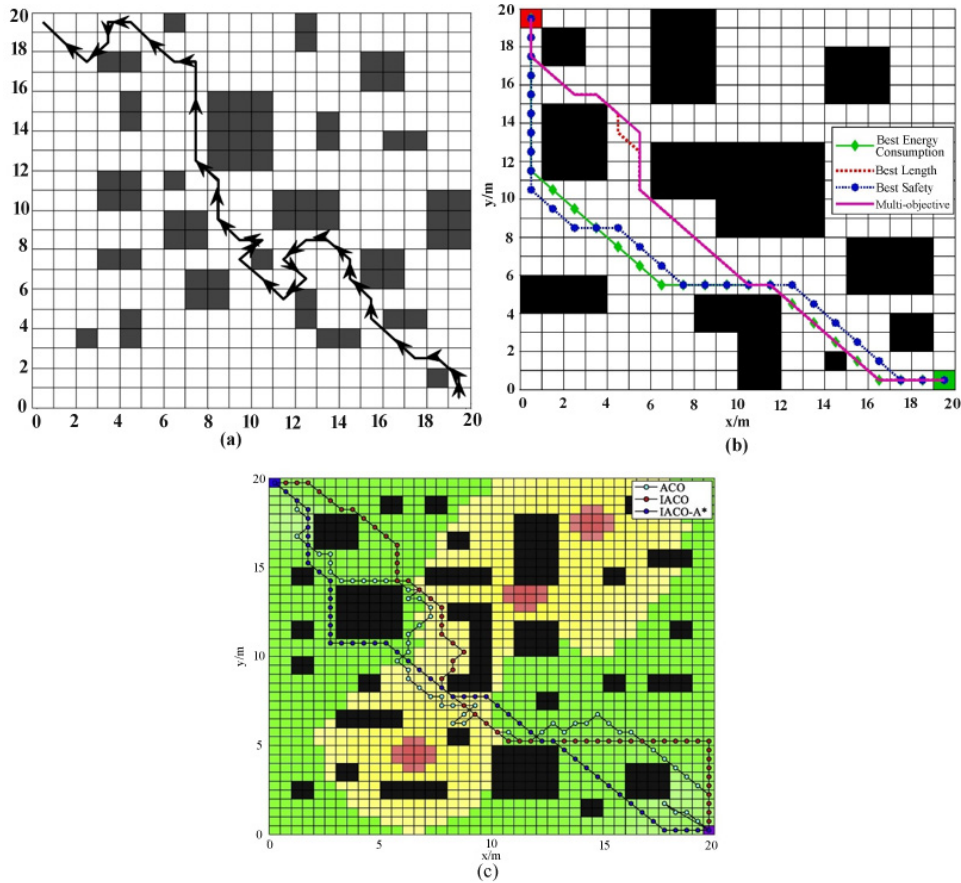 20
18
16
14
12
10
8
6
4
2
0
0 2 4 6 8 10 12 14 16 18 20
(a)
20
18
16
14
12
10
8
6
4
2
0
y/m
Best Energy
Consumption
Best Length
Best Safety
Multi-objective
0 2 4 6 8 10 12 14 16 18 20
x/m
(b)
20
15
10
5
0
y/m
ACO
IACO
IACO-A*
0 5 10 15 20
x/m
(c)